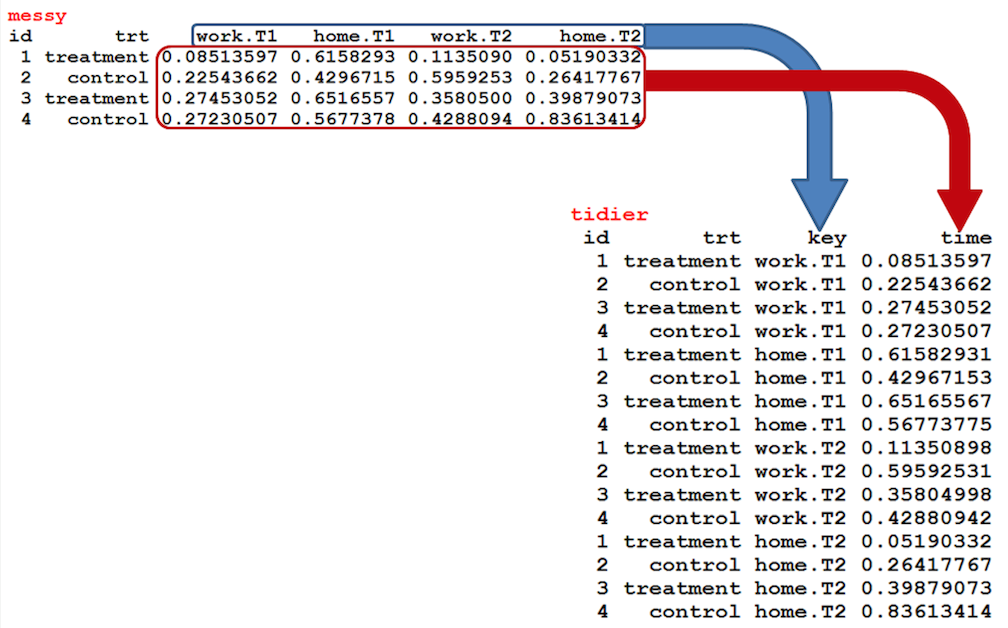 messy
id trt work.T1 home.T1 work.T2 home.T2
1 treatment 0.08513597 0.6158293 0.1135090 0.05190332
2 control 0.22543662 0.4296715 0.5959253 0.26417767
3 treatment 0.27453052 0.6516557 0.3580500 0.39879073
4 control 0.27230507 0.5677378 0.4288094 0.83613414
tidier
id trt key time
1 treatment work.T1 0.08513597
2 control work.T1 0.22543662
3 treatment work.T1 0.27453052
4 control work.T1 0.27230507
1 treatment home.T1 0.61582931
2 control home.T1 0.42967153
3 treatment home.T1 0.65165567
4 control home.T1 0.56773775
1 treatment work.T2 0.11350898
2 control work.T2 0.59592531
3 treatment work.T2 0.35804998
4 control work.T2 0.42880942
1 treatment home.T2 0.05190332
2 control home.T2 0.26417767
3 treatment home.T2 0.39879073
4 control home.T2 0.83613414